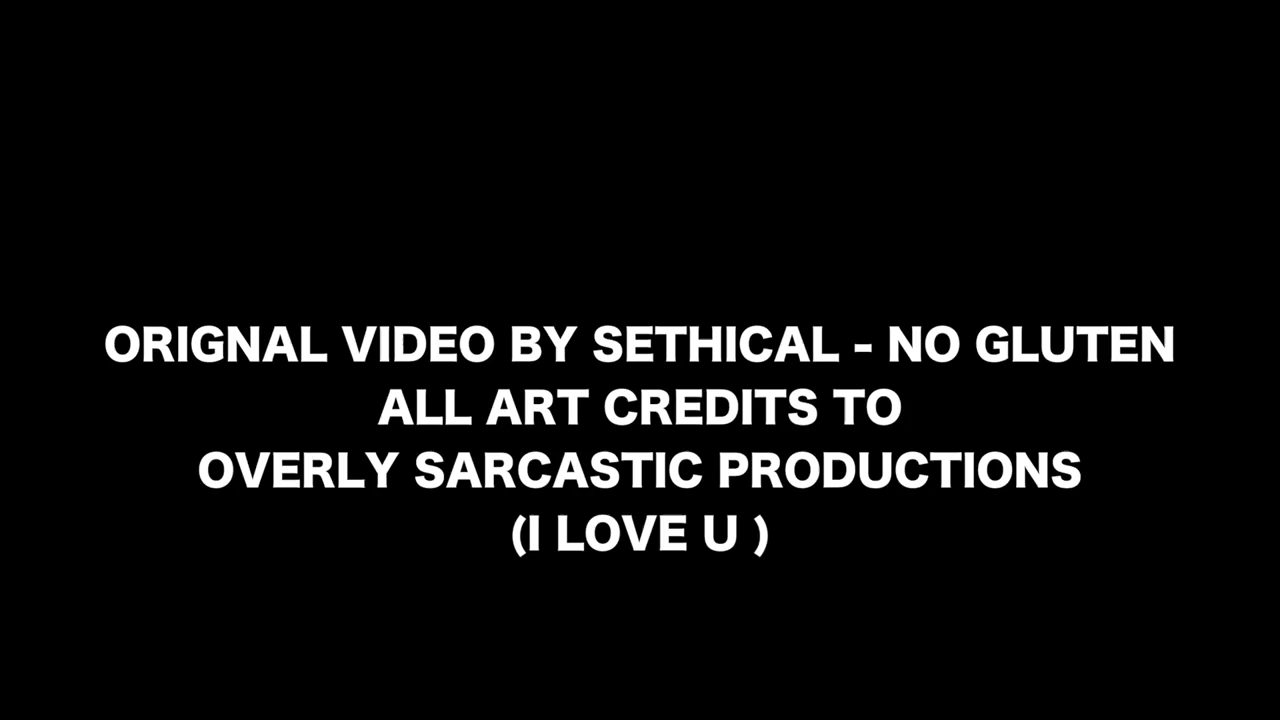 ORIGNAL VIDEO BY SETHICAL - NO GLUTEN
ALL ART CREDITS TO
OVERLY SARCASTIC PRODUCTIONS
(I LOVE U )